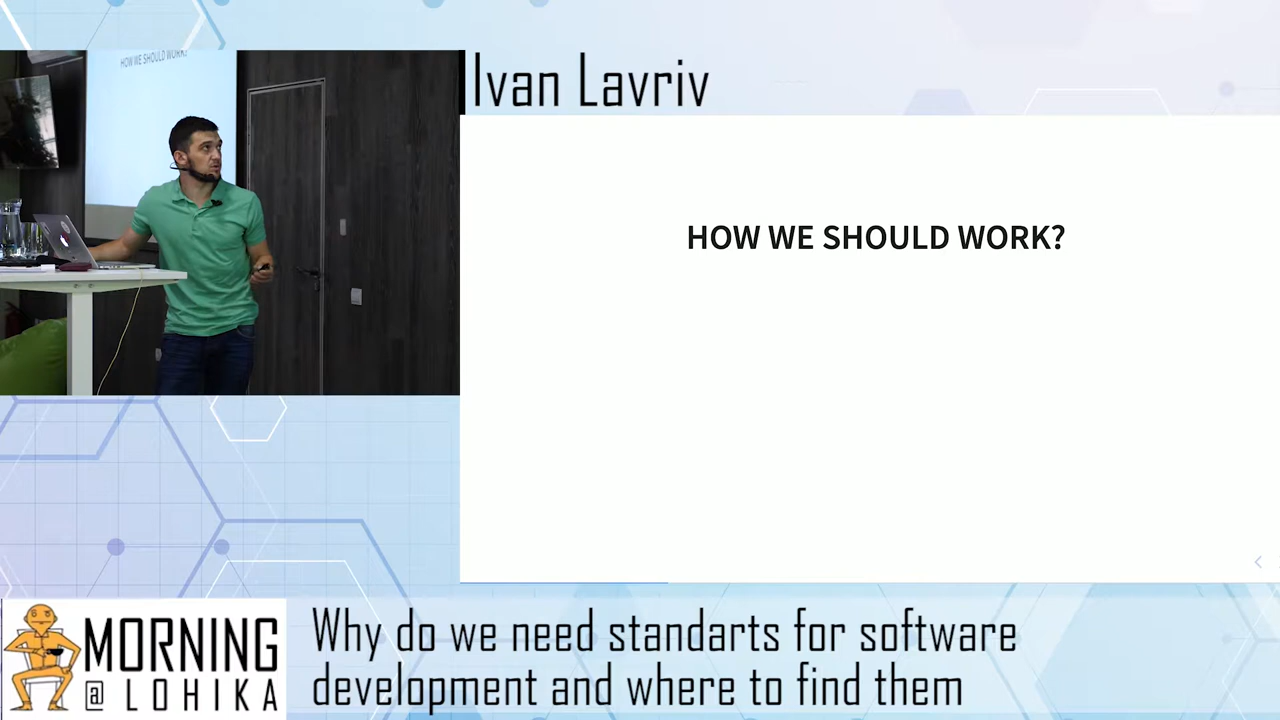 HOW WE SHOULD WORK?
Ivan Lavriv
HOW WE SHOULD WORK?
MORNING
@ LOHIKA
Why do we need standarts for software
development and where to find them